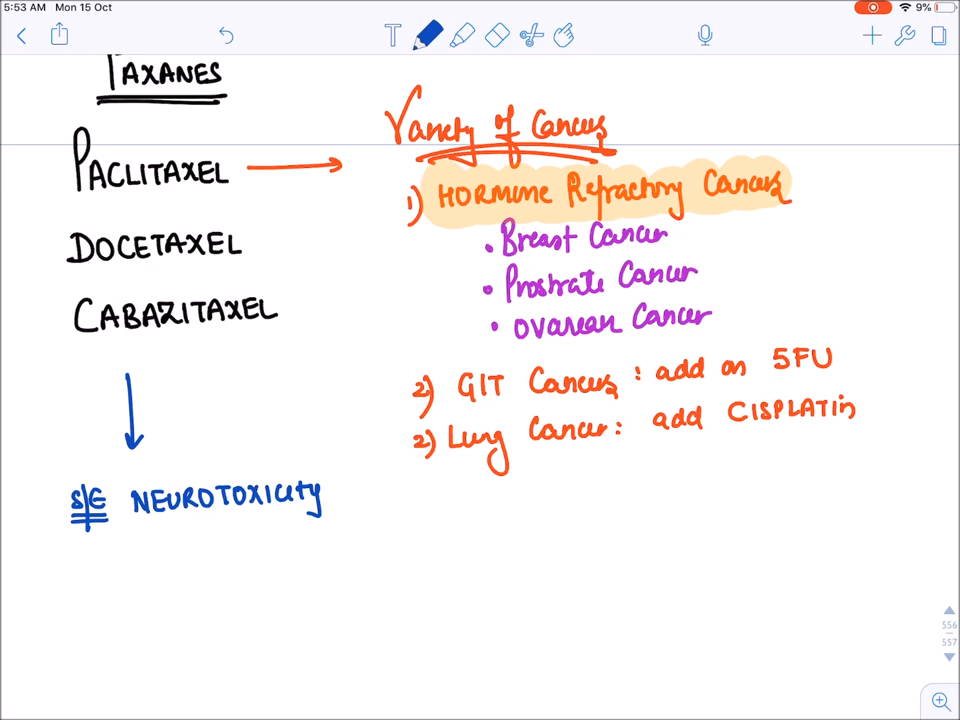 5:53 AM Mon 15 Oct
9%
T
TAXANES
Variety of Cancers
PACLITAXEL
1) HORMONE Refractory Cancers
• Breast Cancer
DOCETAXEL
• Prostrate Cancer
CABAZITAXEL
• Ovarean Cancer
2) GIT Cancers : add on 5FU
2) Lung Cancer: add CISPLATin
S/E NEUROTOXICity
556
557